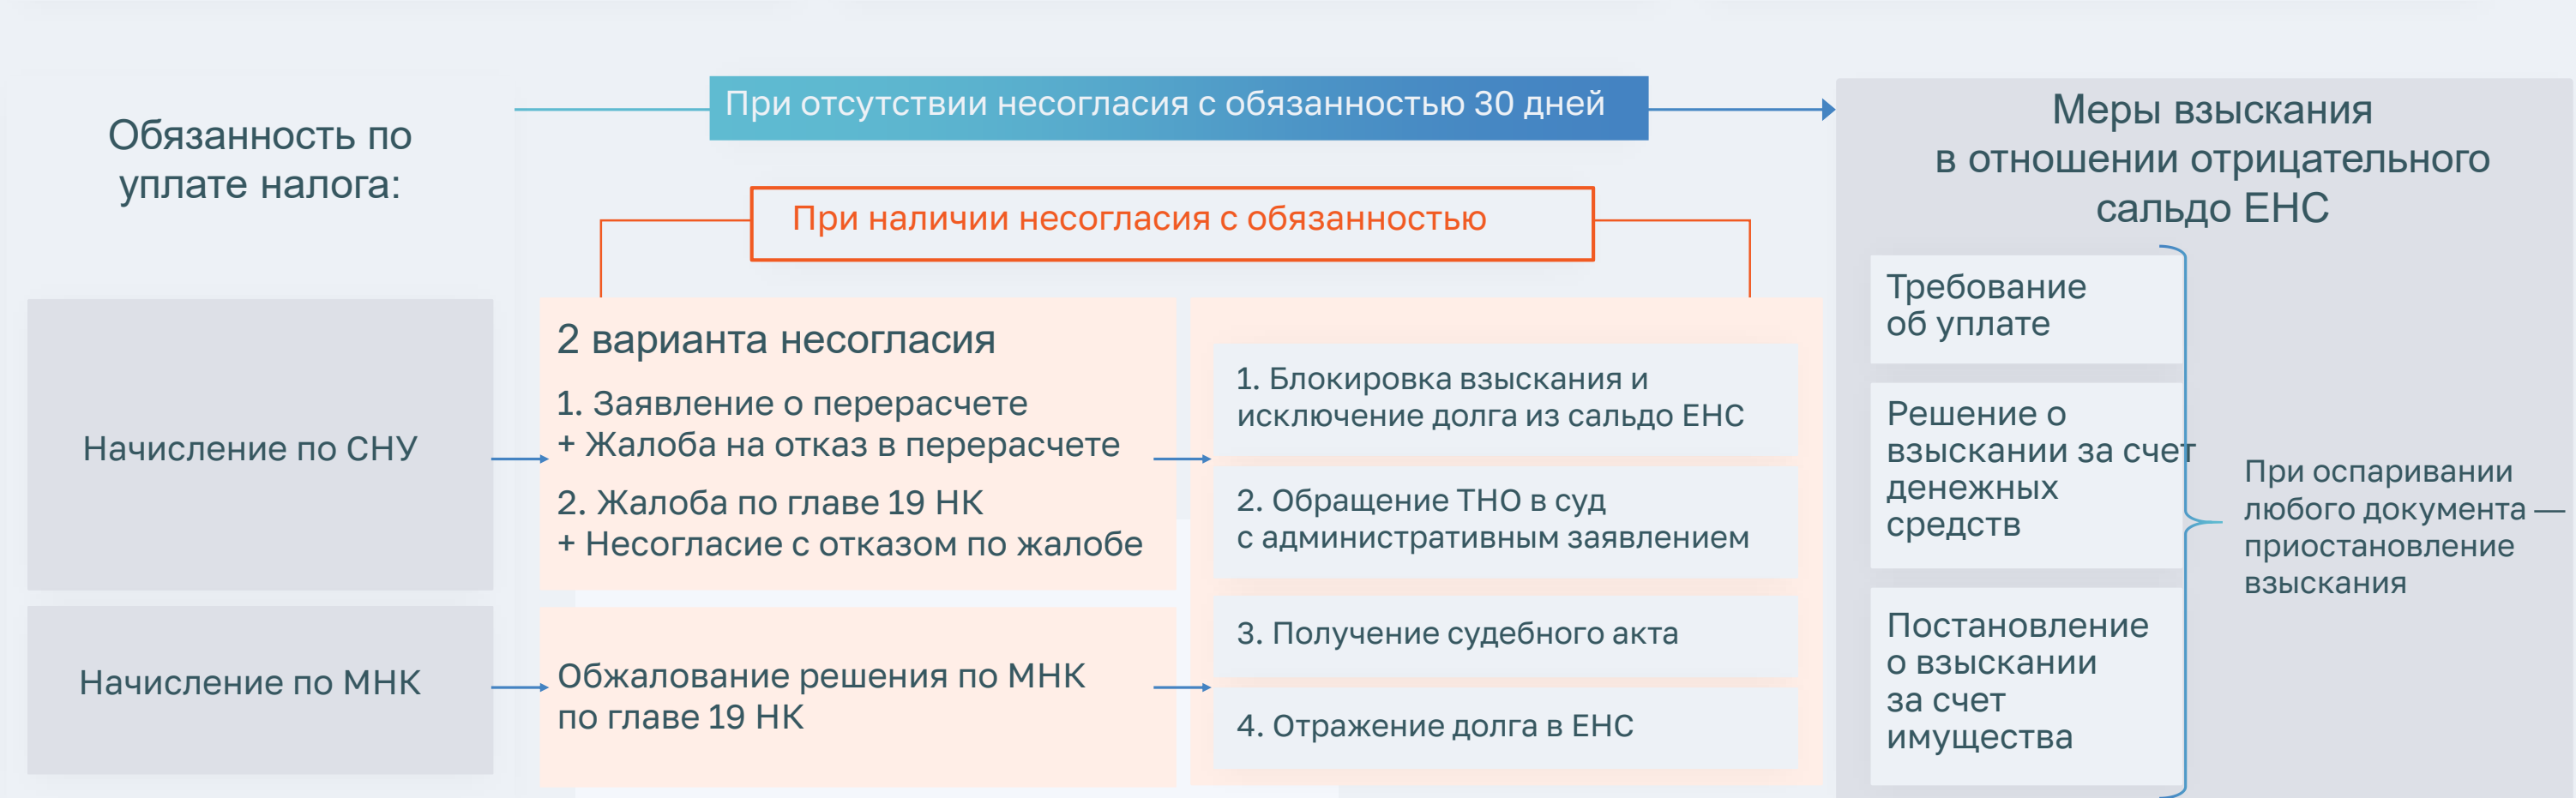 При отсутствии несогласия с обязанностью 30 дней
Обязанность по
уплате налога:
При наличии несогласия с обязанностью
Начисление по СНУ
2 варианта несогласия
1. Заявление о перерасчете
+ Жалоба на отказ в перерасчете
2. Жалоба по главе 19 НК
+ Несогласие с отказом по жалобе
Начисление по МНК
Обжалование решения по МНК
по главе 19 НК
1. Блокировка взыскания и
исключение долга из сальдо ЕНС
2. Обращение ТНО в суд
с административным заявлением
3. Получение судебного акта
4. Отражение долга в ЕНС
Меры взыскания
в отношении отрицательного
сальдо ЕНС
Требование
об уплате
Решение о
взыскании за счет
денежных
средств
Постановление
о взыскании
за счет
имущества
При оспаривании
любого документа —
приостановление
взыскания